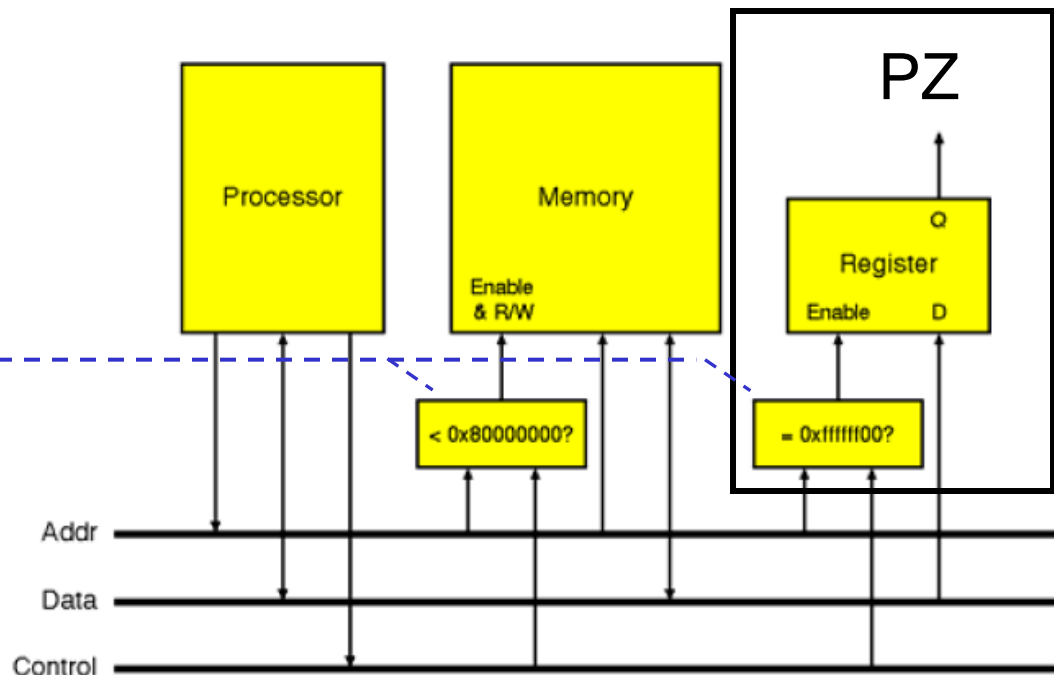 PZ
Processor
Memory
Enable
& R/W
Q
Register
Enable D
< 0x80000000?
= 0xffffff00?
Addr
Data
Control